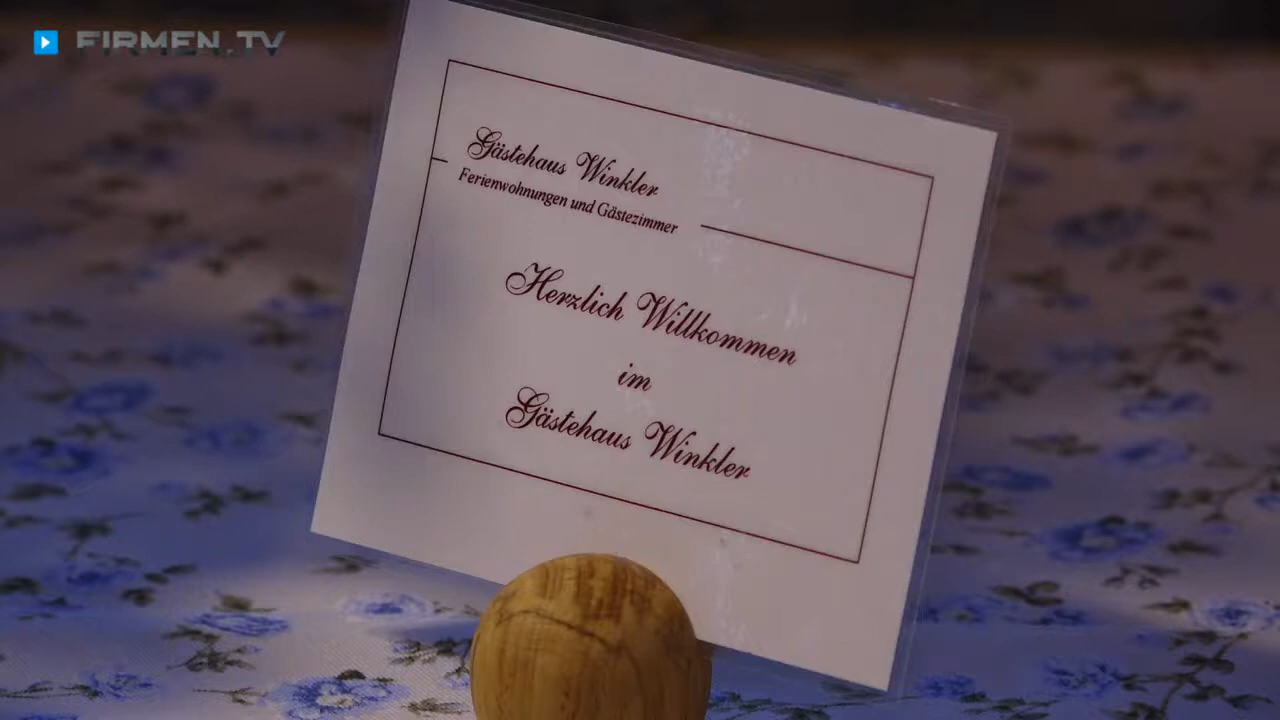 FIRMEN.TV
Gästehaus Winkler
Ferienwohnungen und Gästezimmer
Herzlich Willkommen
im
Gästehaus Winkler